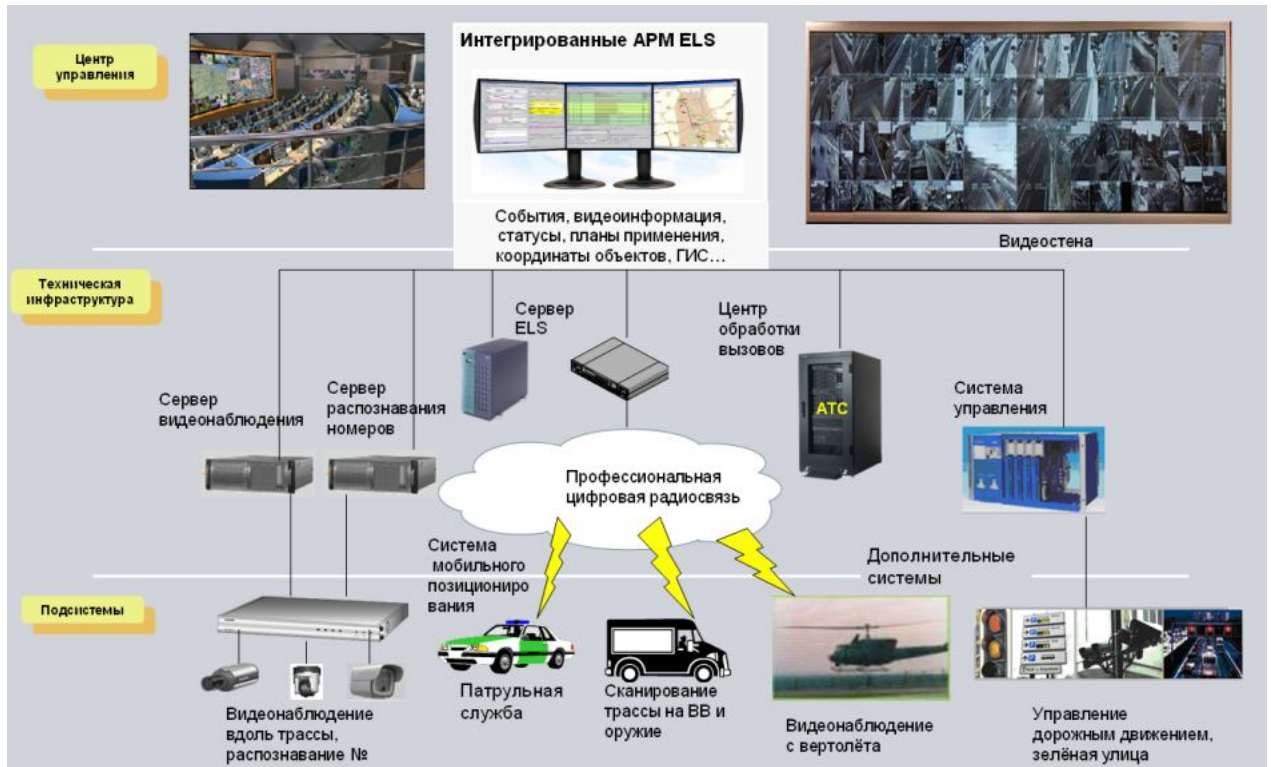 Центр
управления
Интегрированные АРМ ELS
События, видеоинформация,
статусы, планы применения,
координаты объектов, ГИС…
Видеостена
Техническая
инфраструктура
Сервер
видеонаблюдения
Сервер
распознавания
номеров
Сервер
ELS
Центр
обработки
вызовов
АТС
Система
управления
Профессиональная
цифровая радиосвязь
Подсистемы
Система
мобильного
позициониро
вания
Дополнительные
системы
Видеонаблюдение
вдоль трассы,
распознавание №
Патрульная
служба
Сканирование
трассы на ВВ и
оружие
Видеонаблюдение
с вертолёта
Управление
дорожным движением,
зелёная улица